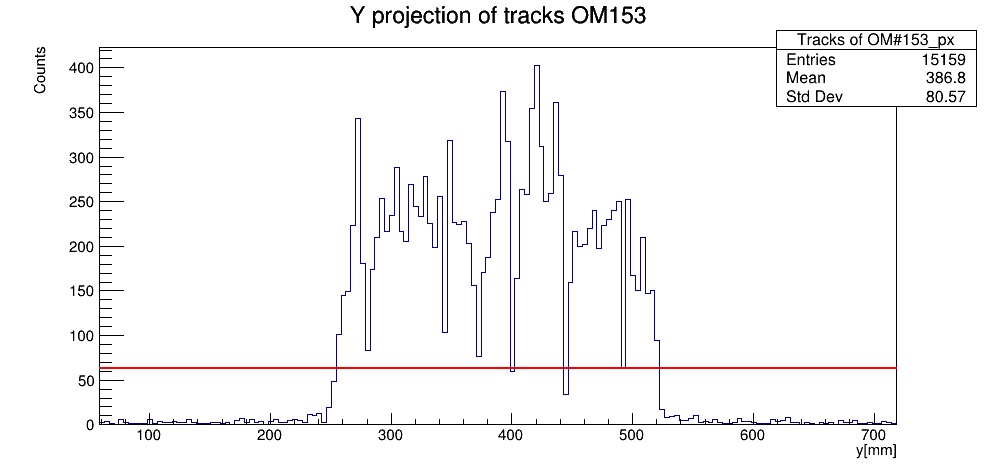 Y projection of tracks OM153
Tracks of OM#153_px
Entries 15159
Mean 386.8
Std Dev 80.57
Counts
400
350
300
250
200
150
100
50
0
100 200 300 400 500 600 700
y[mm]